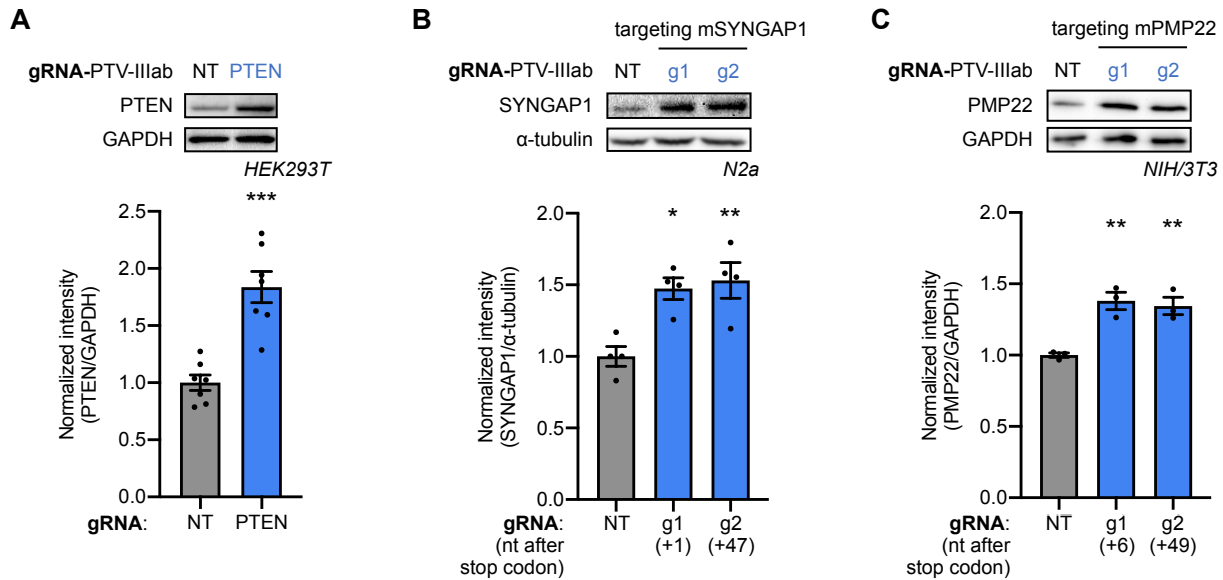 A
gRNA-PTV-IIIab NT PTEN
PTEN
GAPDH
HEK293T
***
Normalized intensity
(PTEN/GAPDH)
2.5
2.0
1.5
1.0
0.5
0.0
gRNA: NT PTEN
B
targeting mSYNGAP1
gRNA-PTV-IIIab NT g1 g2
SYNGAP1
α-tubulin
N2a
* **
Normalized intensity
(SYNGAP1/α-tubulin)
2.0
1.5
1.0
0.5
0.0
gRNA: NT g1 g2
(nt after (+1) (+47)
stop codon)
C
targeting mPMP22
gRNA-PTV-IIIab NT g1 g2
PMP22
GAPDH
NIH/3T3
** **
Normalized intensity
(PMP22/GAPDH)
2.0
1.5
1.0
0.5
0.0
gRNA: NT g1 g2
(nt after (+6) (+49)
stop codon)